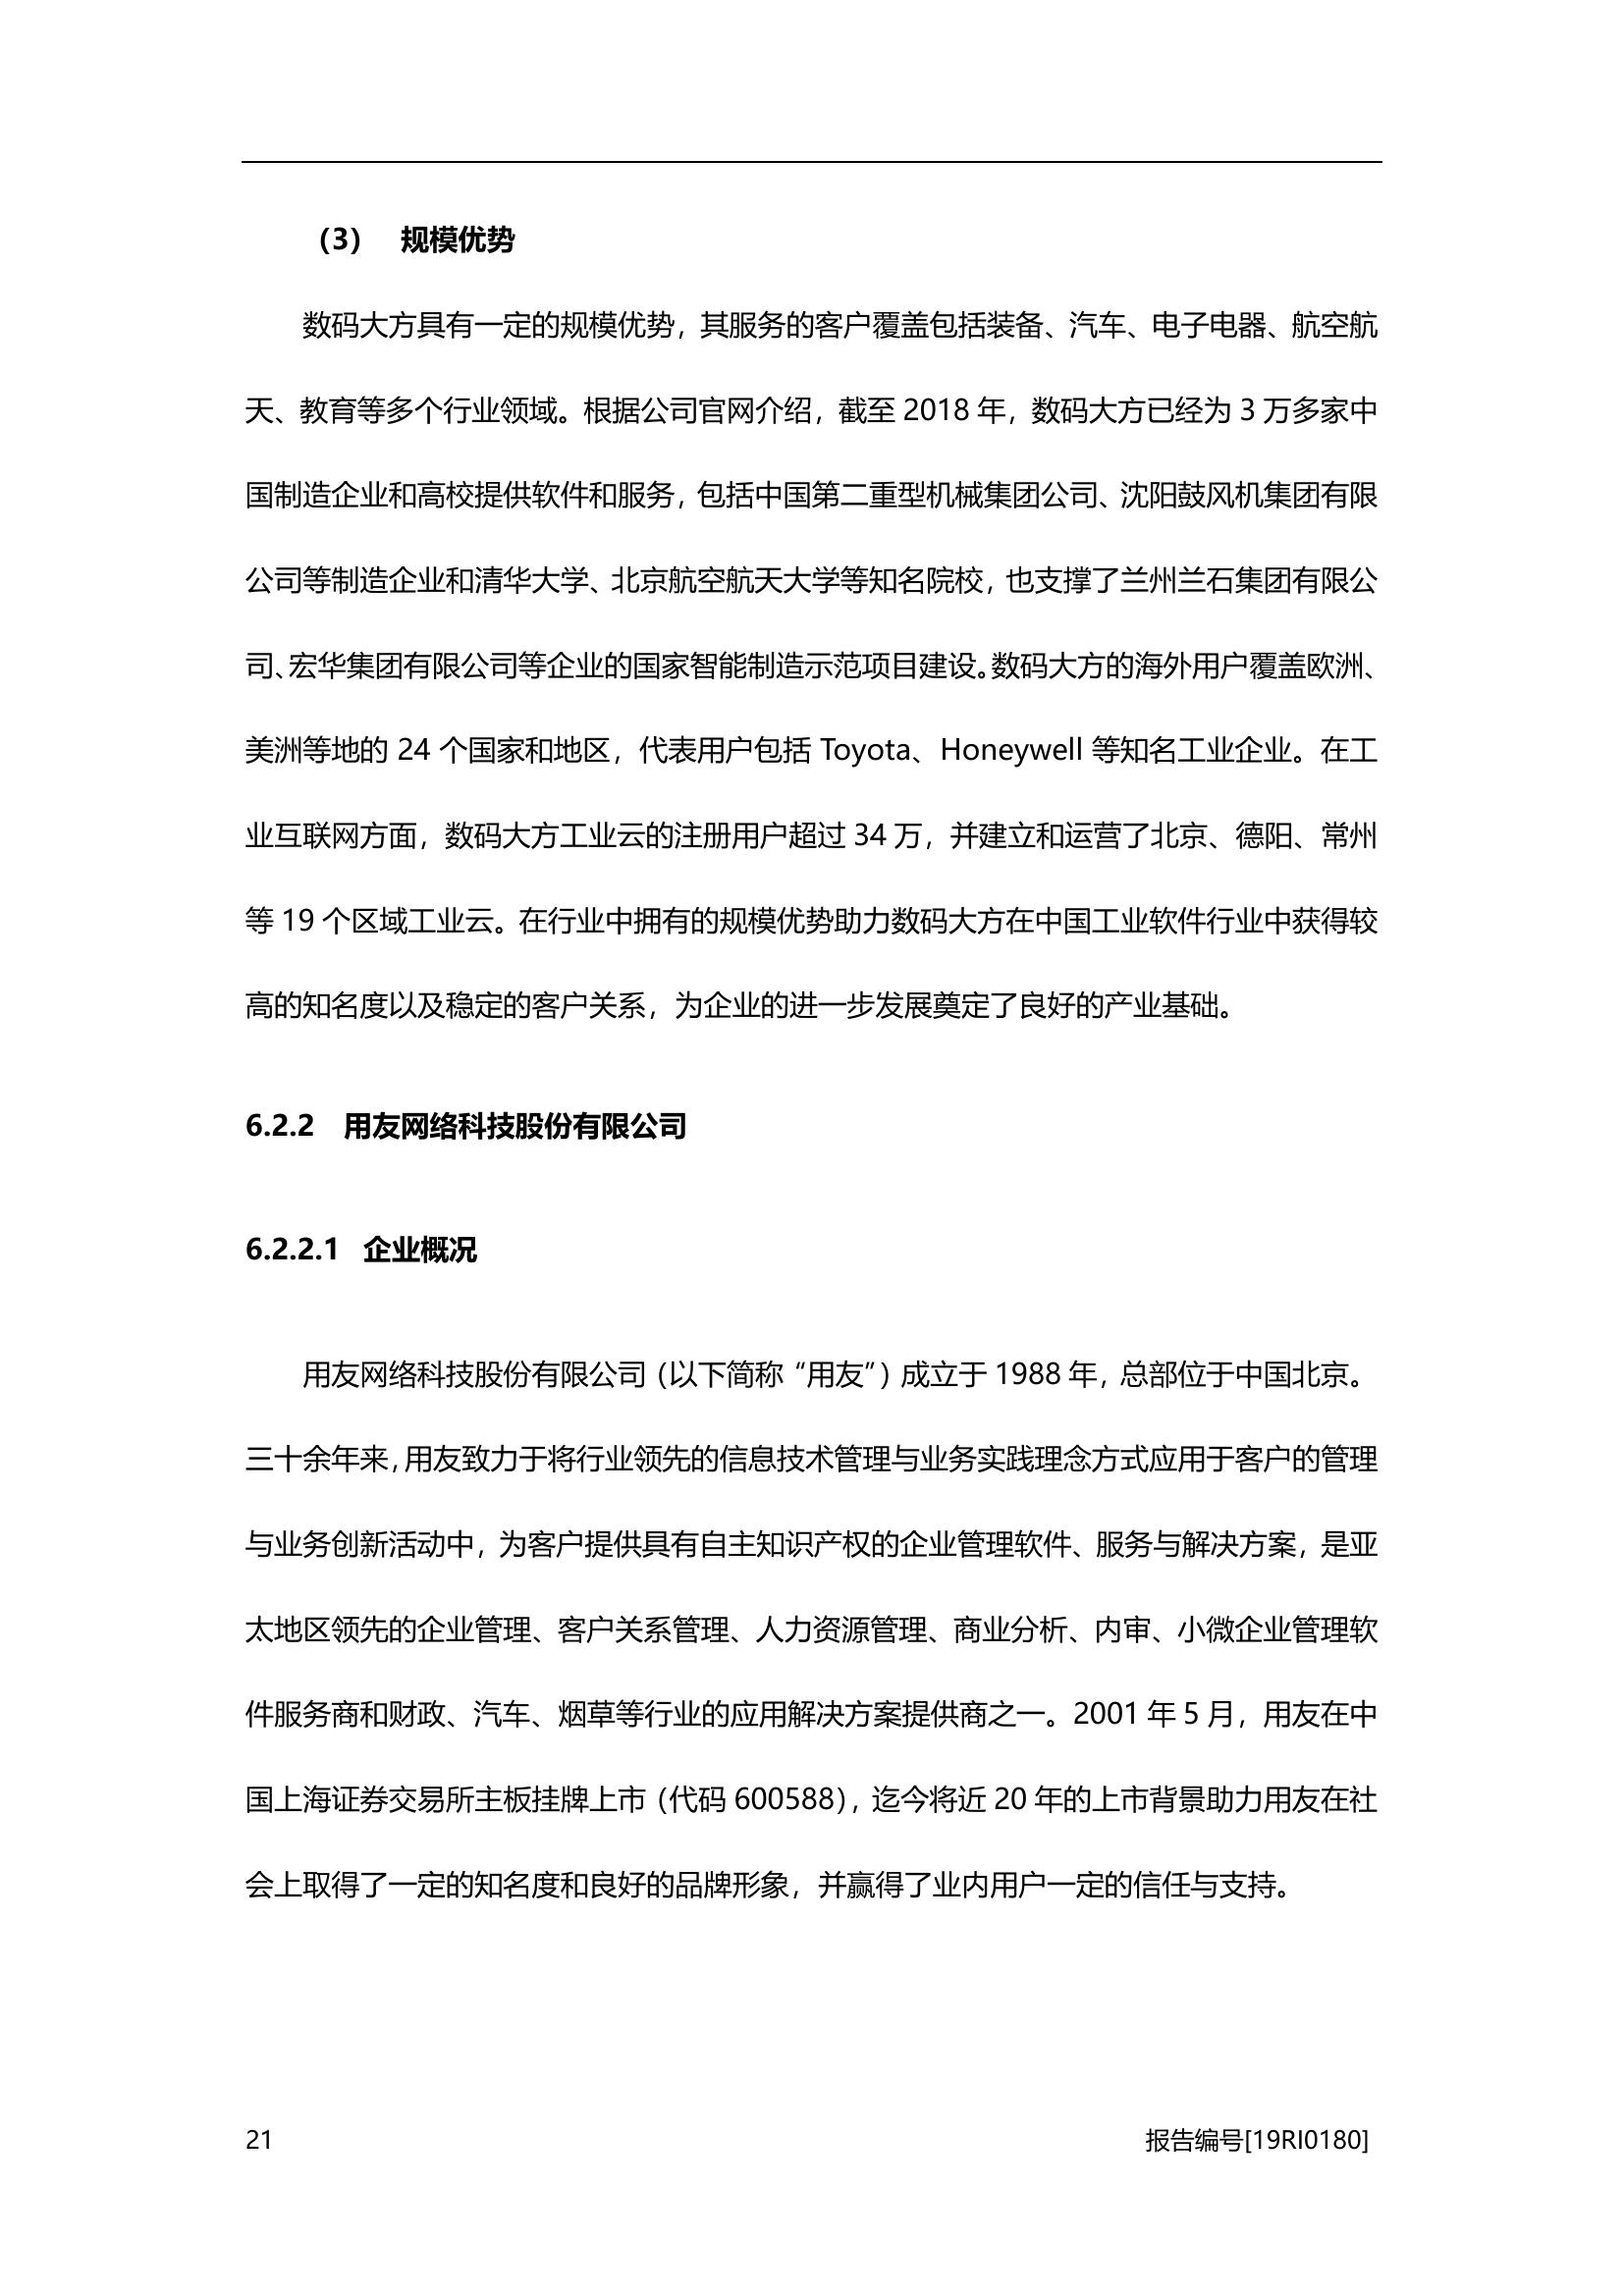 （3） 规模优势
数码大方具有一定的规模优势，其服务的客户覆盖包括装备、汽车、电子电器、航空航
天、教育等多个行业领域。根据公司官网介绍，截至 2018 年，数码大方已经为 3 万多家中
国制造企业和高校提供软件和服务，包括中国第二重型机械集团公司、沈阳鼓风机集团有限
公司等制造企业和清华大学、北京航空航天大学等知名院校，也支撑了兰州兰石集团有限公
司、宏华集团有限公司等企业的国家智能制造示范项目建设。数码大方的海外用户覆盖欧洲、
美洲等地的 24 个国家和地区，代表用户包括 Toyota、Honeywell 等知名工业企业。在工
业互联网方面，数码大方工业云的注册用户超过 34 万，并建立和运营了北京、德阳、常州
等 19 个区域工业云。在行业中拥有的规模优势助力数码大方在中国工业软件行业中获得较
高的知名度以及稳定的客户关系，为企业的进一步发展奠定了良好的产业基础。
6.2.2 用友网络科技股份有限公司
6.2.2.1 企业概况
用友网络科技股份有限公司（以下简称“用友”）成立于 1988 年，总部位于中国北京。
三十余年来，用友致力于将行业领先的信息技术管理与业务实践理念方式应用于客户的管理
与业务创新活动中，为客户提供具有自主知识产权的企业管理软件、服务与解决方案，是亚
太地区领先的企业管理、客户关系管理、人力资源管理、商业分析、内审、小微企业管理软
件服务商和财政、汽车、烟草等行业的应用解决方案提供商之一。2001 年 5 月，用友在中
国上海证券交易所主板挂牌上市（代码 600588），迄今将近 20 年的上市背景助力用友在社
会上取得了一定的知名度和良好的品牌形象，并赢得了业内用户一定的信任与支持。
21 报告编号[19RI0180]